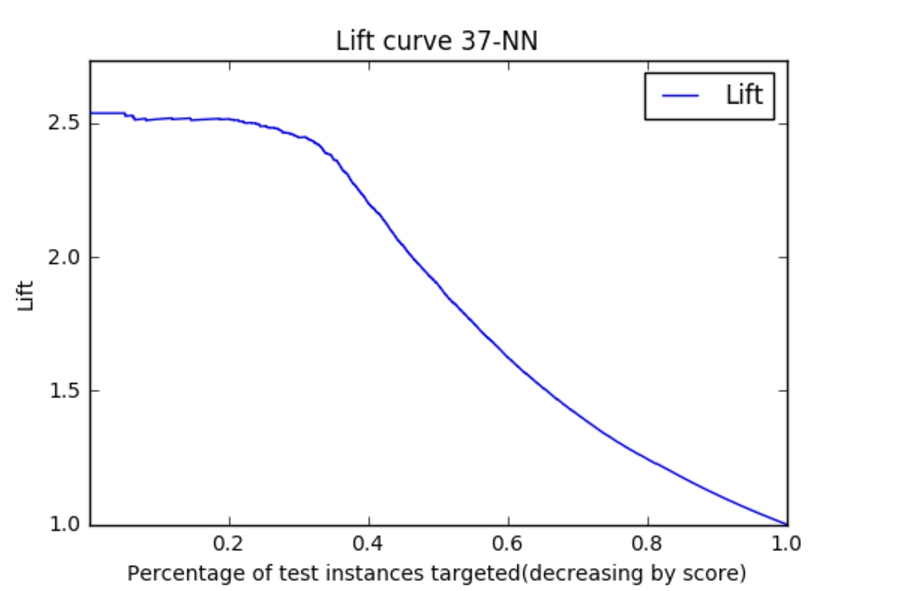 Lift curve 37-NN
Lift
2.5
2.0
1.5
1.0
Lift
0.2 0.4 0.6 0.8 1.0
Percentage of test instances targeted(decreasing by score)